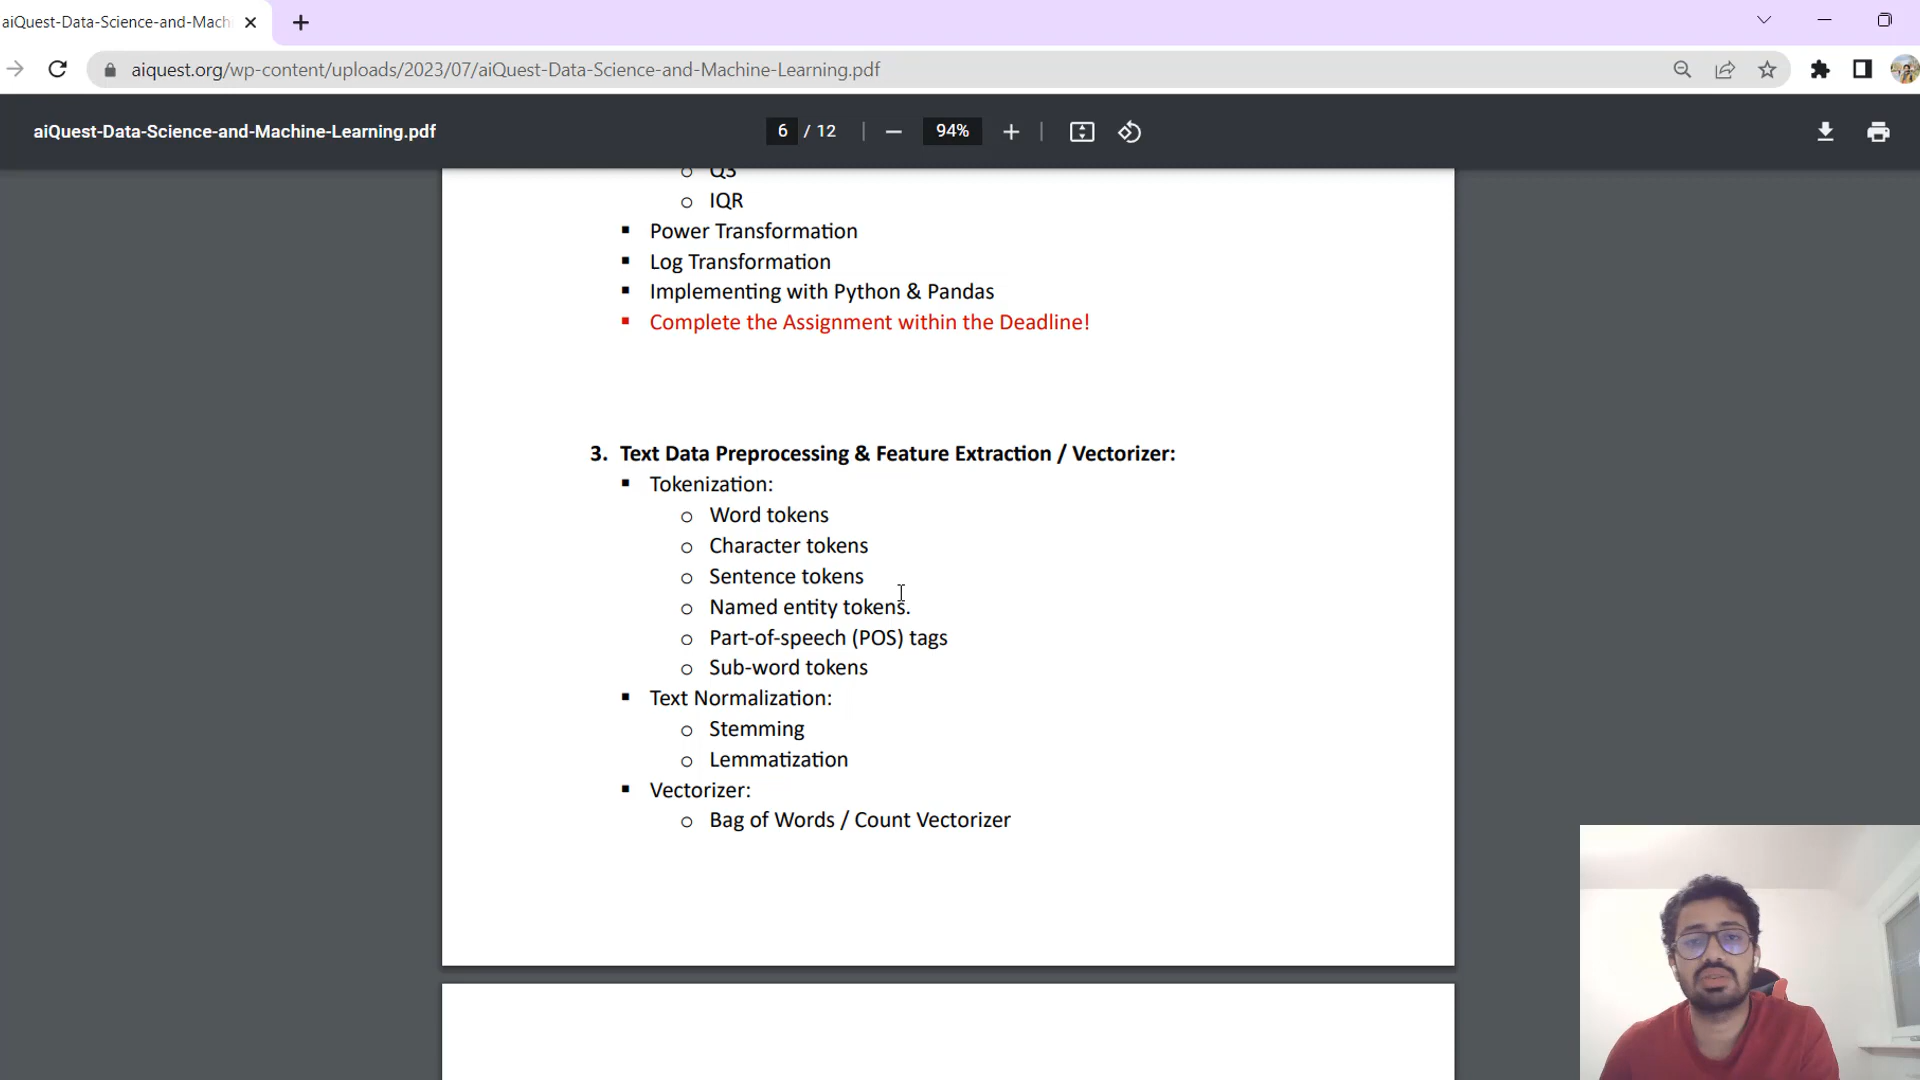 aiQuest-Data-Science-and-Mach
aiquest.org/wp-content/uploads/2023/07/aiQuest-Data-Science-and-Machine-Learning.pdf
aiQuest-Data-Science-and-Machine-Learning.pdf
6 / 12
94%
Q3
IQR
Power Transformation
Log Transformation
Implementing with Python & Pandas
Complete the Assignment within the Deadline!
3. Text Data Preprocessing & Feature Extraction / Vectorizer:
Tokenization:
Word tokens
Character tokens
Sentence tokens
Named entity tokens.
Part-of-speech (POS) tags
Sub-word tokens
Text Normalization:
Stemming
Lemmatization
Vectorizer:
Bag of Words / Count Vectorizer